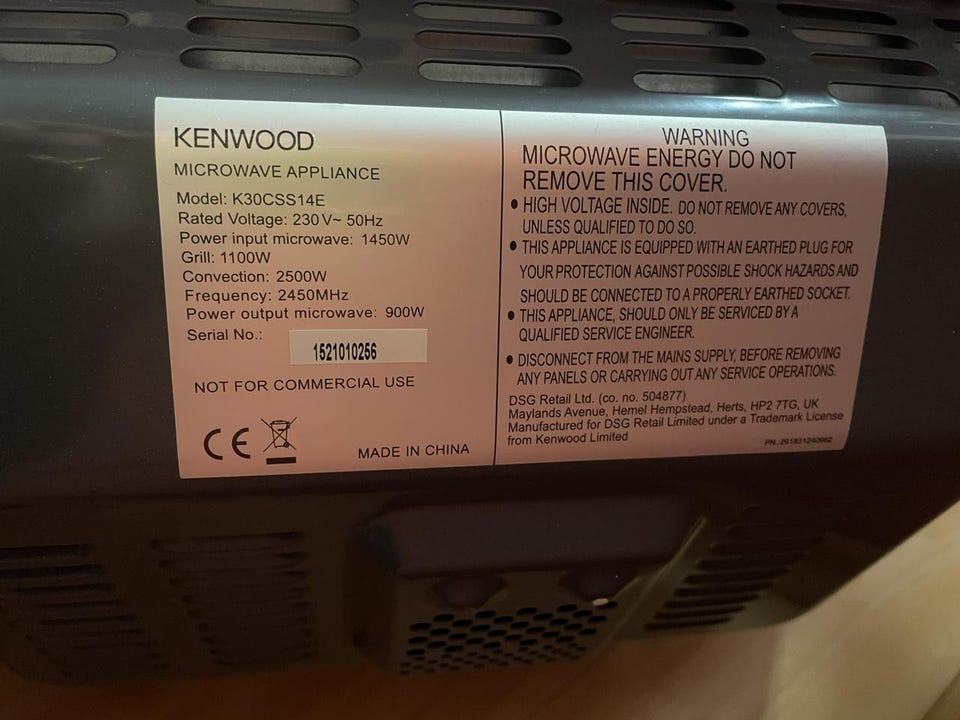 KENWOOD
MICROWAVE APPLIANCE
Model: K30CSS14E
Rated Voltage: 230V~ 50Hz
Power input microwave: 1450W
Grill: 1100W
Convection: 2500W
Frequency: 2450MHz
Power output microwave: 900W
Serial No.:
1521010256
NOT FOR COMMERCIAL USE
CE
MADE IN CHINA
WARNING
MICROWAVE ENERGY DO NOT
REMOVE THIS COVER.
• HIGH VOLTAGE INSIDE. DO NOT REMOVE ANY COVERS,
UNLESS QUALIFIED TO DO SO.
• THIS APPLIANCE IS EQUIPPED WITH AN EARTHED PLUG FOR
YOUR PROTECTION AGAINST POSSIBLE SHOCK HAZARDS AND
SHOULD BE CONNECTED TO A PROPERLY EARTHED SOCKET.
• THIS APPLIANCE, SHOULD ONLY BE SERVICED BY A
QUALIFIED SERVICE ENGINEER.
• DISCONNECT FROM THE MAINS SUPPLY, BEFORE REMOVING
ANY PANELS OR CARRYING OUT ANY SERVICE OPERATIONS.
DSG Retail Ltd. (co. no. 504877)
Maylands Avenue, Hemel Hempstead, Herts, HP2 7TG, UK
Manufactured for DSG Retail Limited under a Trademark License
from Kenwood Limited